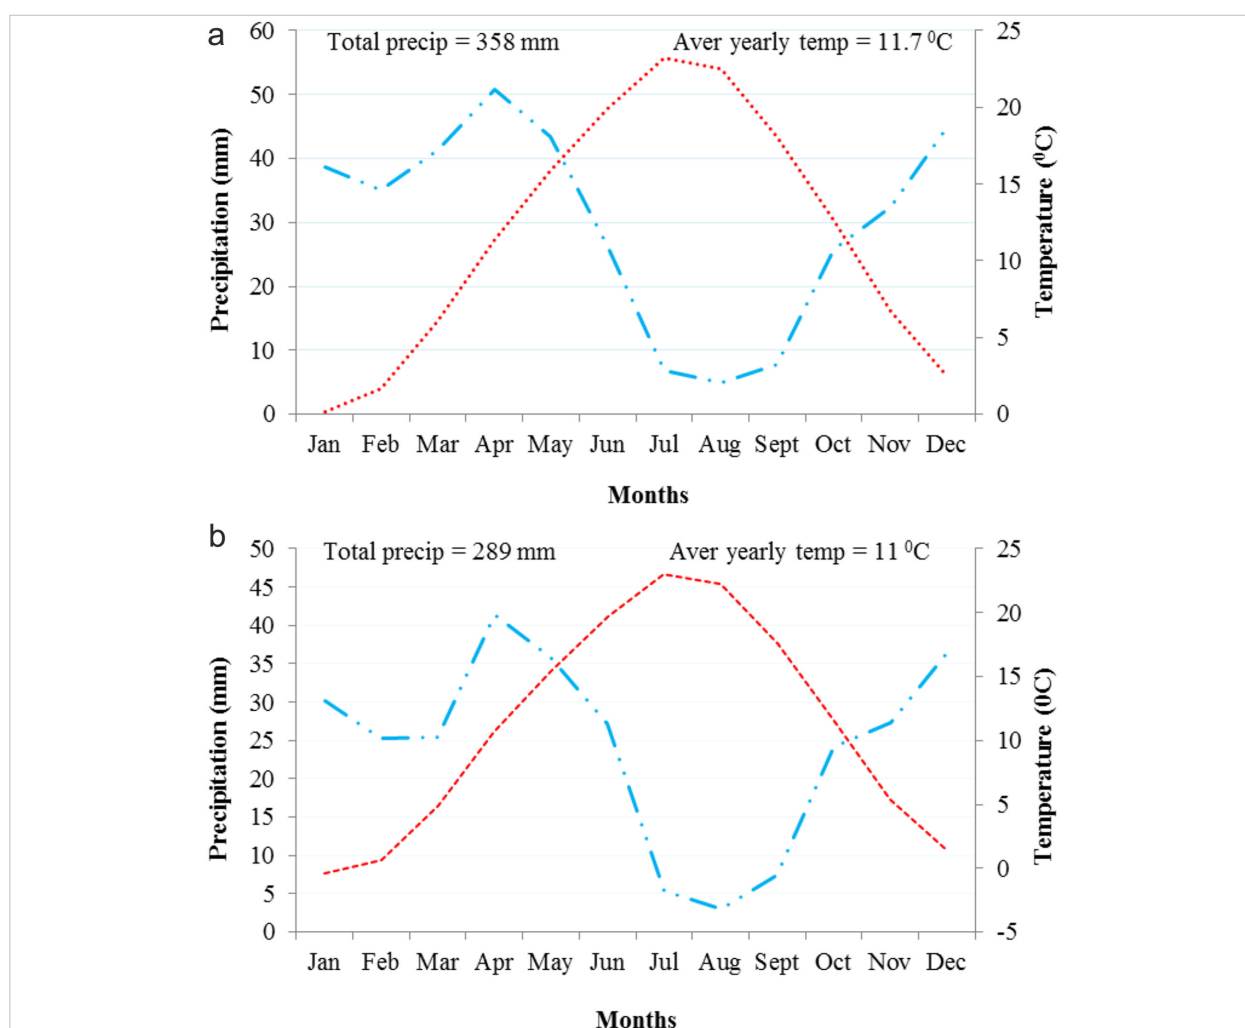 a
Total precip = 358 mm
Aver yearly temp = 11.7 ⁰C
60
50
40
30
20
10
0
Precipitation (mm)
25
20
15
10
5
0
Temperature (⁰C)
Jan Feb Mar Apr May Jun Jul Aug Sept Oct Nov Dec
Months
b
Total precip = 289 mm
Aver yearly temp = 11 ⁰C
50
45
40
35
30
25
20
15
10
5
0
Precipitation (mm)
25
20
15
10
5
0
-5
Temperature (0C)
Jan Feb Mar Apr May Jun Jul Aug Sept Oct Nov Dec
Months